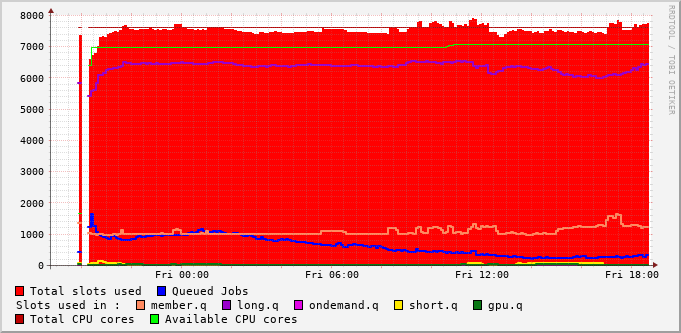 8000
7000
6000
5000
4000
3000
2000
1000
0
Fri 00:00 Fri 06:00 Fri 12:00 Fri 18:00
Total slots used Queued Jobs
Slots used in : member.q long.q ondemand.q short.q gpu.q
Total CPU cores Available CPU cores
RRDTOOL / TOBI OETIKER